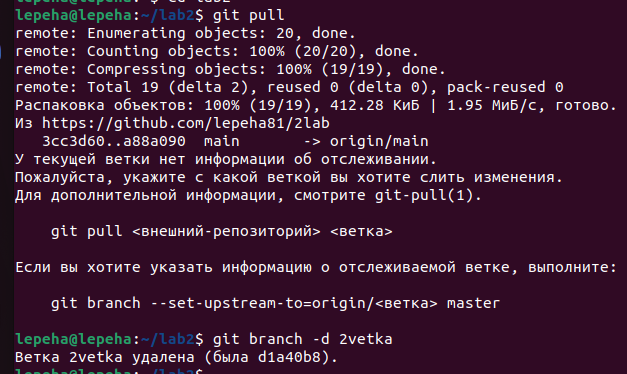 lepeha@lepeha:~/lab2$ git pull
remote: Enumerating objects: 20, done.
remote: Counting objects: 100% (20/20), done.
remote: Compressing objects: 100% (19/19), done.
remote: Total 19 (delta 2), reused 0 (delta 0), pack-reused 0
Распаковка объектов: 100% (19/19), 412.28 КиБ | 1.95 МиБ/с, готово.
Из https://github.com/lepeha81/2lab
   3cc3d60..a88a090  main       -> origin/main
У текущей ветки нет информации об отслеживании.
Пожалуйста, укажите с какой веткой вы хотите слить изменения.
Для дополнительной информации, смотрите git-pull(1).
    git pull <внешний-репозиторий> <ветка>
Если вы хотите указать информацию о отслеживаемой ветке, выполните:
    git branch --set-upstream-to=origin/<ветка> master
lepeha@lepeha:~/lab2$ git branch -d 2vetka
Ветка 2vetka удалена (была d1a40b8).